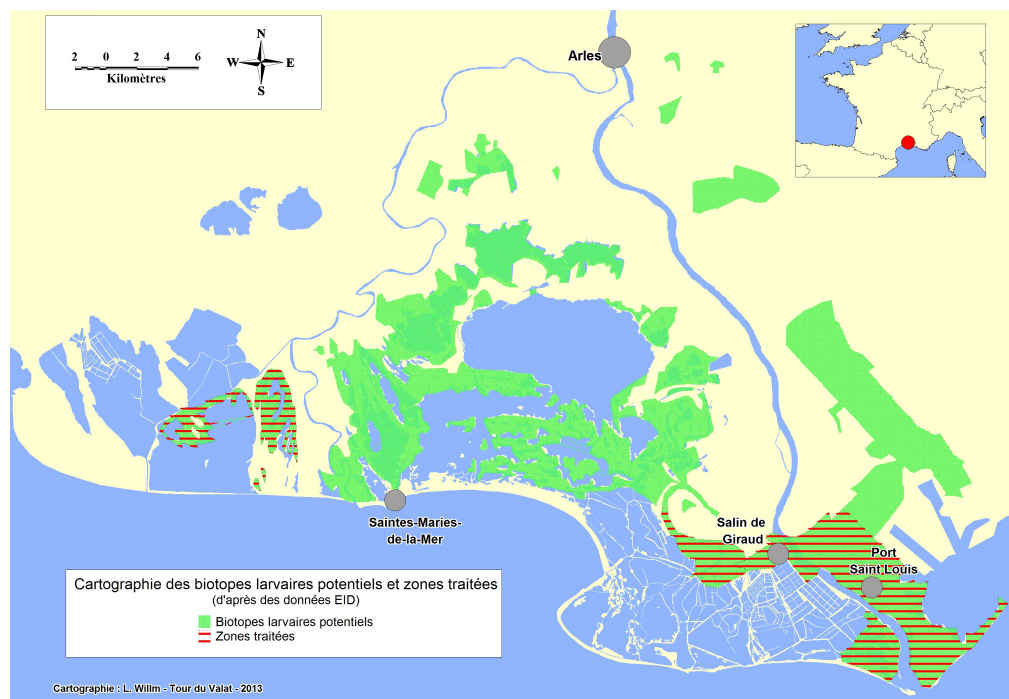 2 0 2 4 6
Kilomètres
N
W E
S
Arles
Saintes-Maries-
de-la-Mer
Salin de
Giraud
Port
Saint Louis
Cartographie des biotopes larvaires potentiels et zones traitées
(d'après des données EID)
Biotopes larvaires potentiels
Zones traitées
Cartographie : L. Willm - Tour du Valat - 2013